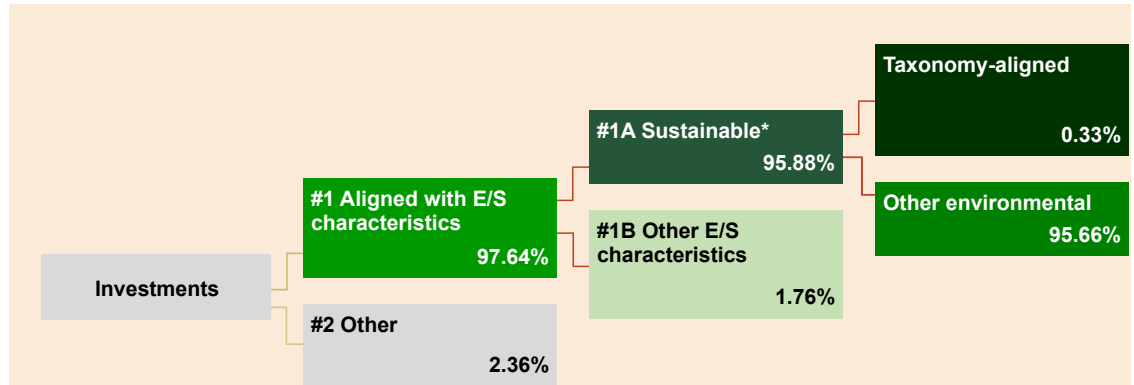 Investments
#1 Aligned with E/S
characteristics
97.64%
#2 Other
2.36%
#1A Sustainable*
95.88%
#1B Other E/S
characteristics
1.76%
Taxonomy-aligned
0.33%
Other environmental
95.66%